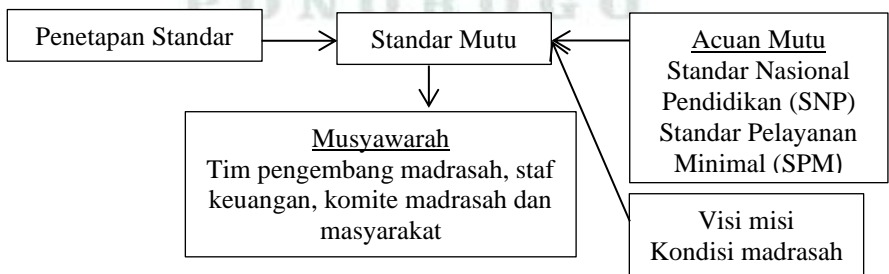 PONOROGO
Penetapan Standar
Standar Mutu
Acuan Mutu
Standar Nasional
Pendidikan (SNP)
Standar Pelayanan
Minimal (SPM)
Musyawarah
Tim pengembang madrasah, staf
keuangan, komite madrasah dan
masyarakat
Visi misi
Kondisi madrasah